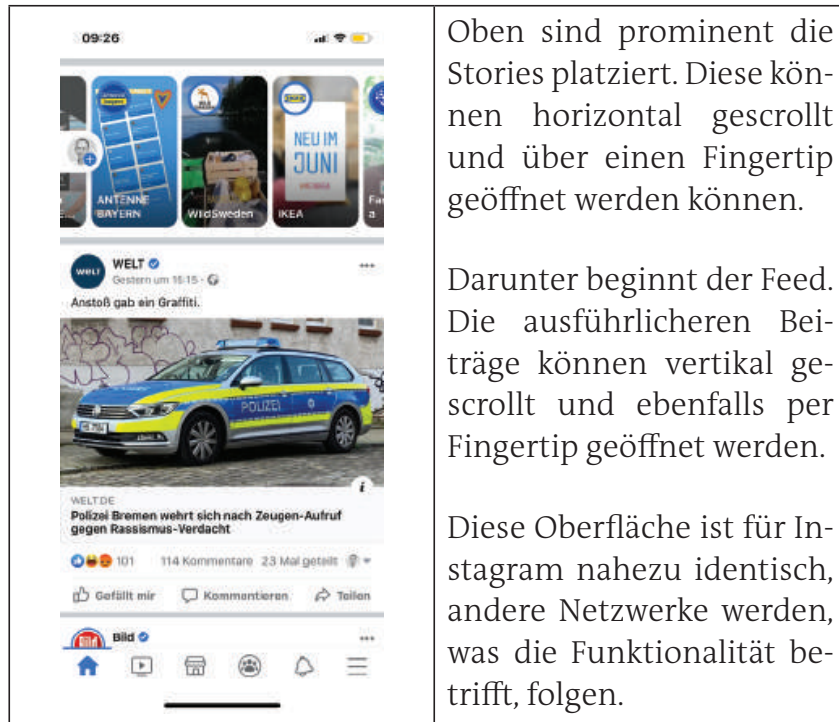 09:26
ANTENNE
BAYERN
WildSweden
NEU IM
JUNI
IKEA
Fa
a
WELT
WELT
Gestern um 15:15
Anstoß gab ein Graffiti.
POLIZEI
WELT.DE
Polizei Bremen wehrt sich nach Zeugen-Aufruf
gegen Rassismus-Verdacht
101 114 Kommentare 23 Mal geteilt
Gefällt mir Kommentieren Teilen
Bild
Bild
Oben sind prominent die
Stories platziert. Diese kön-
nen horizontal gescrollt
und über einen Fingertip
geöffnet werden können.
Darunter beginnt der Feed.
Die ausführlicheren Bei-
träge können vertikal ge-
scrollt und ebenfalls per
Fingertip geöffnet werden.
Diese Oberfläche ist für In-
stagram nahezu identisch,
andere Netzwerke werden,
was die Funktionalität be-
trifft, folgen.